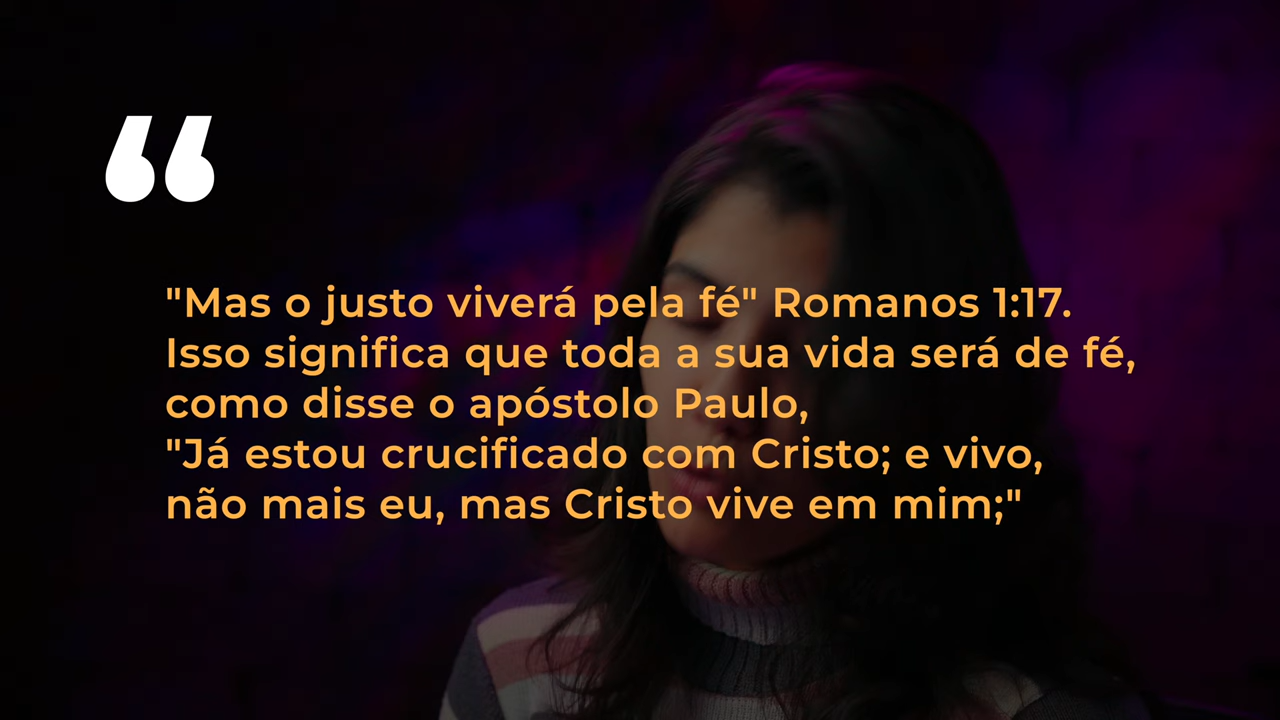 "Mas o justo viverá pela fé" Romanos 1:17.
Isso significa que toda a sua vida será de fé,
como disse o apóstolo Paulo,
"Já estou crucificado com Cristo; e vivo,
não mais eu, mas Cristo vive em mim;"